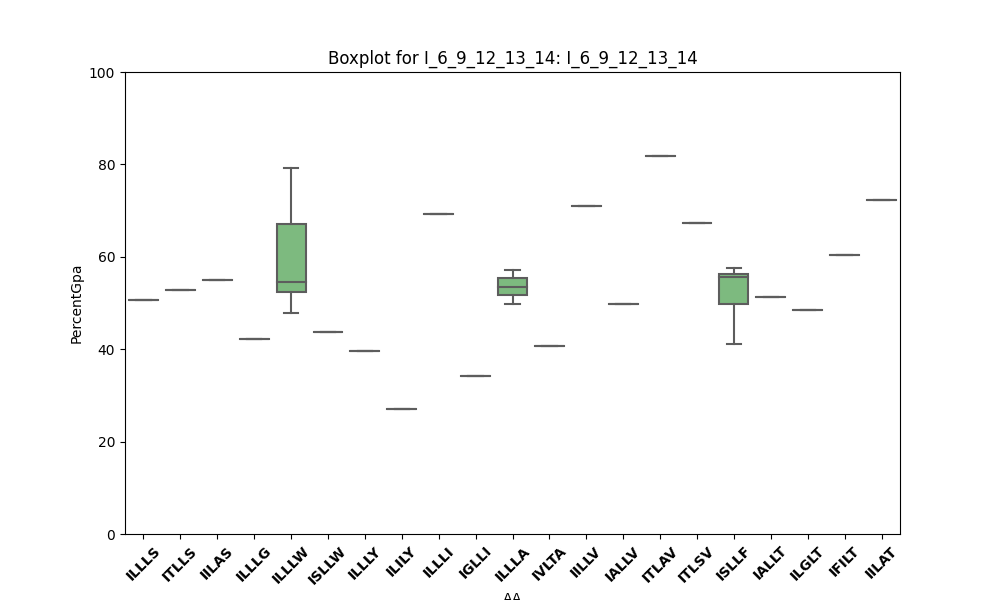 Boxplot for I_6_9_12_13_14: I_6_9_12_13_14
100
80
60
40
20
0
PercentGpa
ILLLS ITLLS IILAS ILLLG ILLLW ISLLW ILLLY ILILY ILLLI IGLLI ILLLA IVLTA IILLV IALLV ITLAV ITLSV ISLLF IALLT ILGLT IFILT IILAT
AA